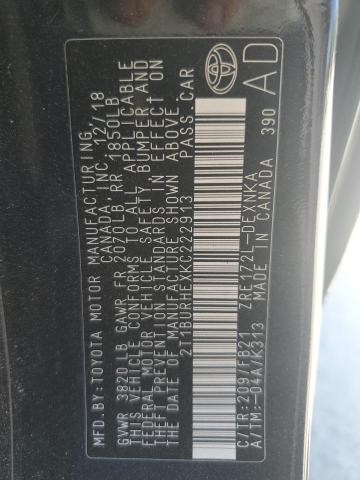 MFD.BY:TOYOTA MOTOR MANUFACTURING,
CANADA, INC. 12/18
GVWR 3820LB GAWR FR 2070LB, RR 1850LB
THIS VEHICLE CONFORMS TO ALL APPLICABLE
FEDERAL MOTOR VEHICLE SAFETY, BUMPER, AND
THEFT PREVENTION STANDARDS IN EFFECT ON
THE DATE OF MANUFACTURE SHOWN ABOVE.
2T1BURHEXKC222913 PASS.CAR
C/TR:209/FB21 ZRE172L-DEXNKA
A/TM:-04A/K313 MADE IN CANADA 390
AD